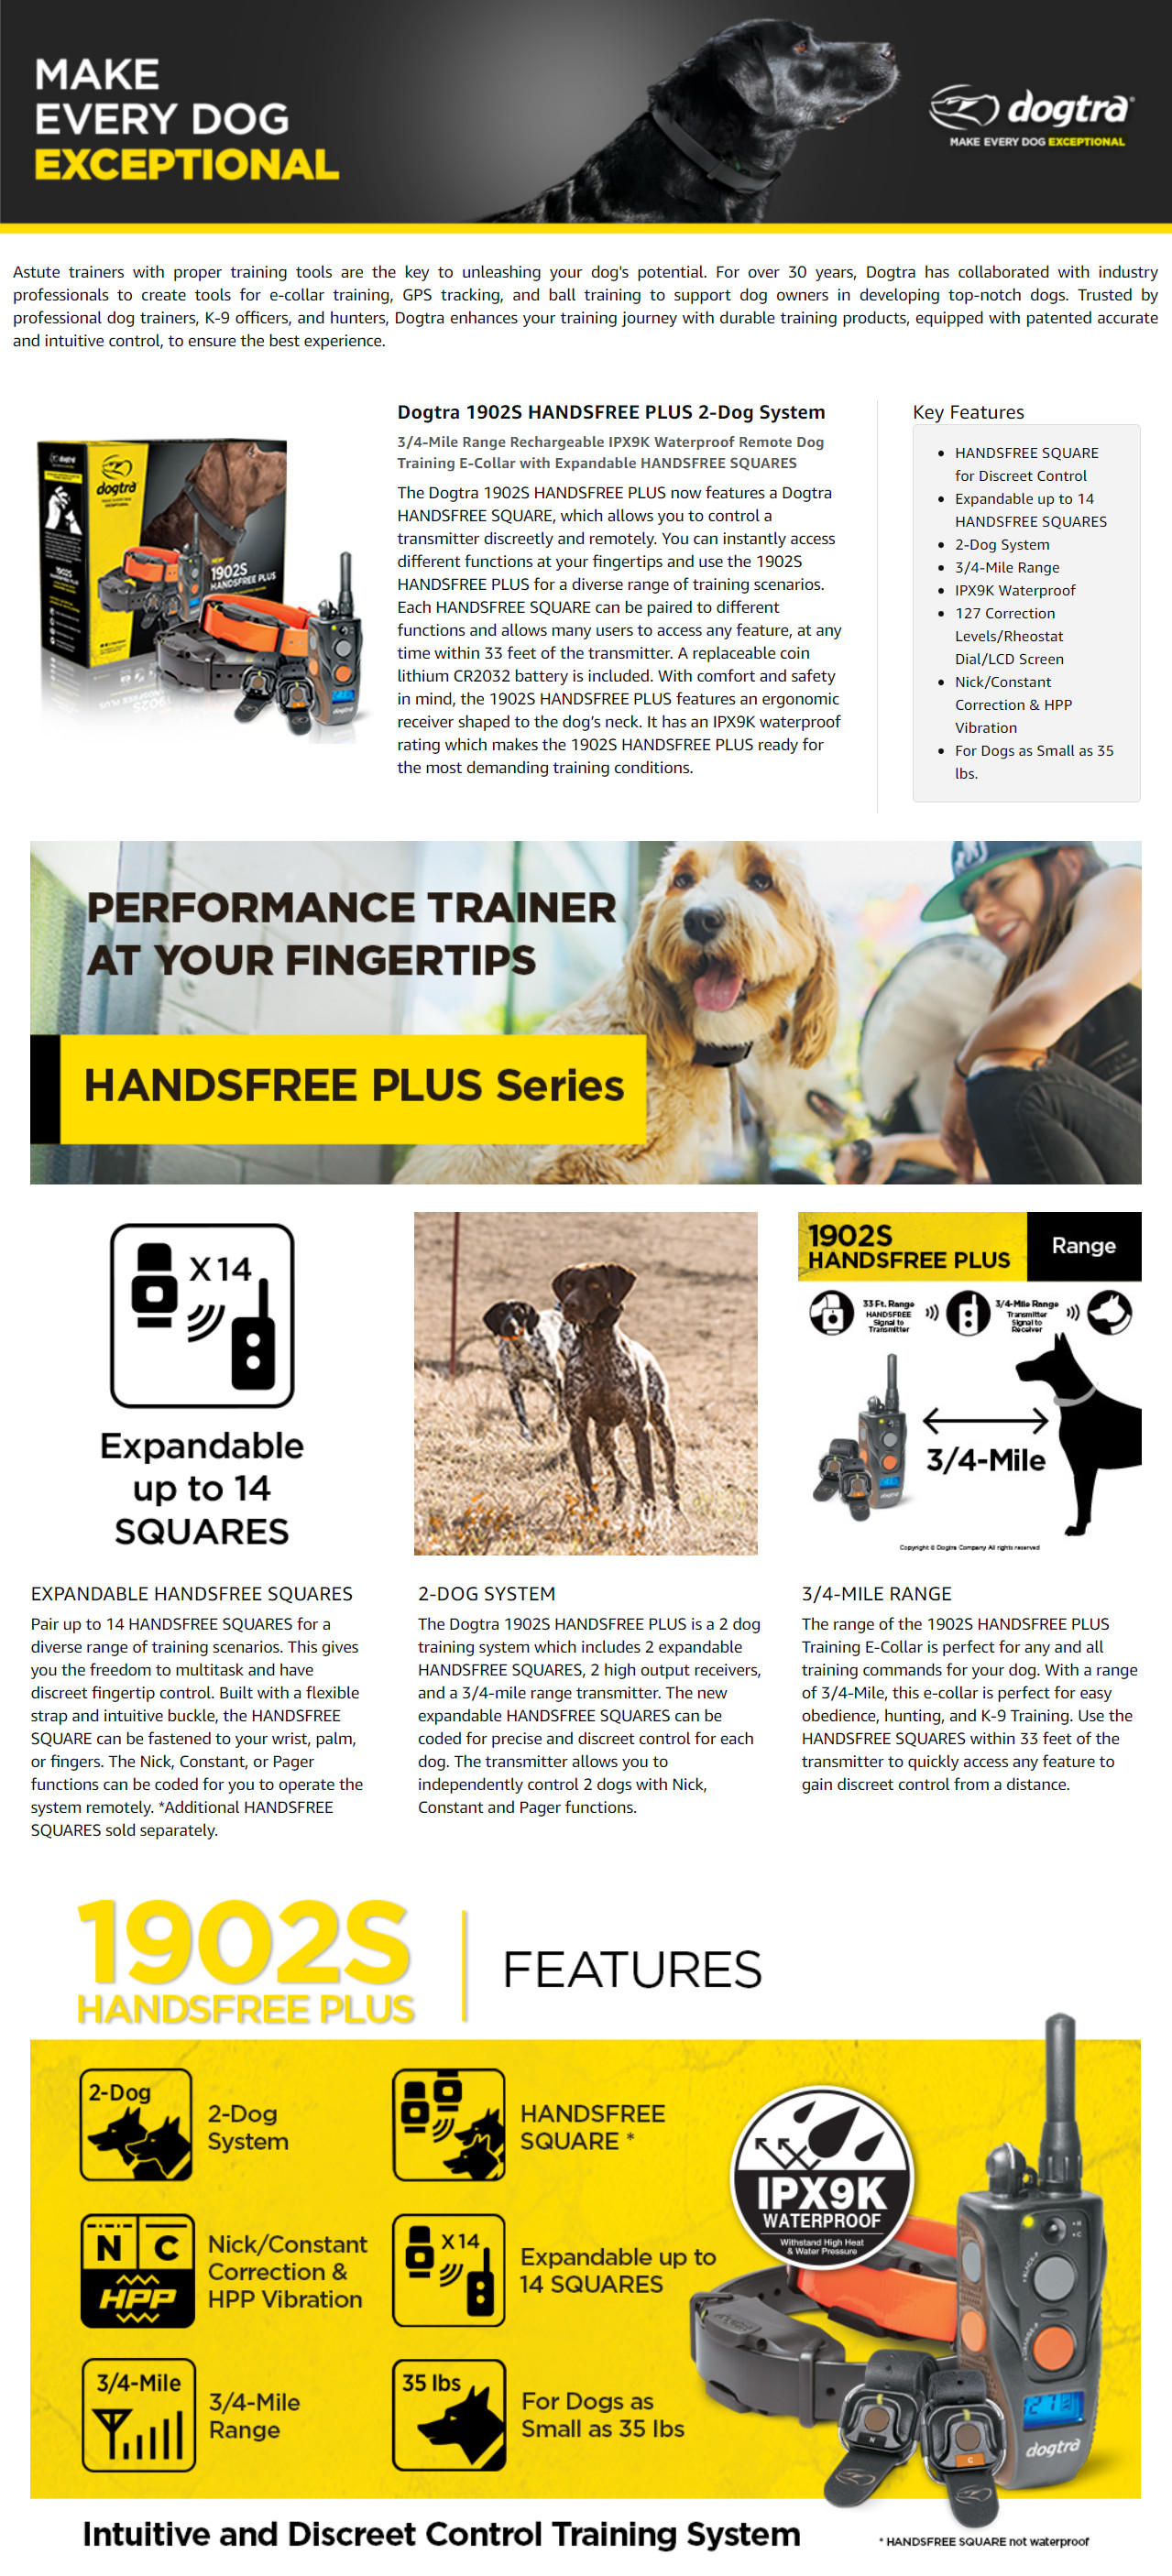 MAKE
EVERY DOG
EXCEPTIONAL
dogtra®
MAKE EVERY DOG EXCEPTIONAL
Astute trainers with proper training tools are the key to unleashing your dog's potential. For over 30 years, Dogtra has collaborated with industry
professionals to create tools for e-collar training, GPS tracking, and ball training to support dog owners in developing top-notch dogs. Trusted by
professional dog trainers, K-9 officers, and hunters, Dogtra enhances your training journey with durable training products, equipped with patented accurate
and intuitive control, to ensure the best experience.
dogtra
1902S
HANDSFREE PLUS
dogtra
Dogtra 1902S HANDSFREE PLUS 2-Dog System
3/4-Mile Range Rechargeable IPX9K Waterproof Remote Dog
Training E-Collar with Expandable HANDSFREE SQUARES
The Dogtra 1902S HANDSFREE PLUS now features a Dogtra
HANDSFREE SQUARE, which allows you to control a
transmitter discreetly and remotely. You can instantly access
different functions at your fingertips and use the 1902S
HANDSFREE PLUS for a diverse range of training scenarios.
Each HANDSFREE SQUARE can be paired to different
functions and allows many users to access any feature, at any
time within 33 feet of the transmitter. A replaceable coin
lithium CR2032 battery is included. With comfort and safety
in mind, the 1902S HANDSFREE PLUS features an ergonomic
receiver shaped to the dog's neck. It has an IPX9K waterproof
rating which makes the 1902S HANDSFREE PLUS ready for
the most demanding training conditions.
Key Features
• HANDSFREE SQUARE
for Discreet Control
• Expandable up to 14
HANDSFREE SQUARES
• 2-Dog System
• 3/4-Mile Range
• IPX9K Waterproof
• 127 Correction
Levels/Rheostat
Dial/LCD Screen
• Nick/Constant
Correction & HPP
Vibration
• For Dogs as Small as 35
lbs.
PERFORMANCE TRAINER
AT YOUR FINGERTIPS
HANDSFREE PLUS Series
X 14
Expandable
up to 14
SQUARES
1902S
HANDSFREE PLUS
Range
33 Ft. Range
HANDSFREE
Signal to
Transmitter
3/4-Mile Range
Transmitter
Signal to
Receiver
3/4-Mile
dogtra
Copyright © Dogtra Company All rights reserved
EXPANDABLE HANDSFREE SQUARES
Pair up to 14 HANDSFREE SQUARES for a
diverse range of training scenarios. This gives
you the freedom to multitask and have
discreet fingertip control. Built with a flexible
strap and intuitive buckle, the HANDSFREE
SQUARE can be fastened to your wrist, palm,
or fingers. The Nick, Constant, or Pager
functions can be coded for you to operate the
system remotely. *Additional HANDSFREE
SQUARES sold separately.
2-DOG SYSTEM
The Dogtra 1902S HANDSFREE PLUS is a 2 dog
training system which includes 2 expandable
HANDSFREE SQUARES, 2 high output receivers,
and a 3/4-mile range transmitter. The new
expandable HANDSFREE SQUARES can be
coded for precise and discreet control for each
dog. The transmitter allows you to
independently control 2 dogs with Nick,
Constant and Pager functions.
3/4-MILE RANGE
The range of the 1902S HANDSFREE PLUS
Training E-Collar is perfect for any and all
training commands for your dog. With a range
of 3/4-Mile, this e-collar is perfect for easy
obedience, hunting, and K-9 Training. Use the
HANDSFREE SQUARES within 33 feet of the
transmitter to quickly access any feature to
gain discreet control from a distance.
1902S
HANDSFREE PLUS
FEATURES
2-Dog
2-Dog
System
HANDSFREE
SQUARE *
N C
HPP
Nick/Constant
Correction &
HPP Vibration
X 14
Expandable up to
14 SQUARES
3/4-Mile
3/4-Mile
Range
35 lbs
For Dogs as
Small as 35 lbs
IPX9K
WATERPROOF
Withstand High Heat
& Water Pressure
N
C
27
dogtra
Intuitive and Discreet Control Training System
* HANDSFREE SQUARE not waterproof